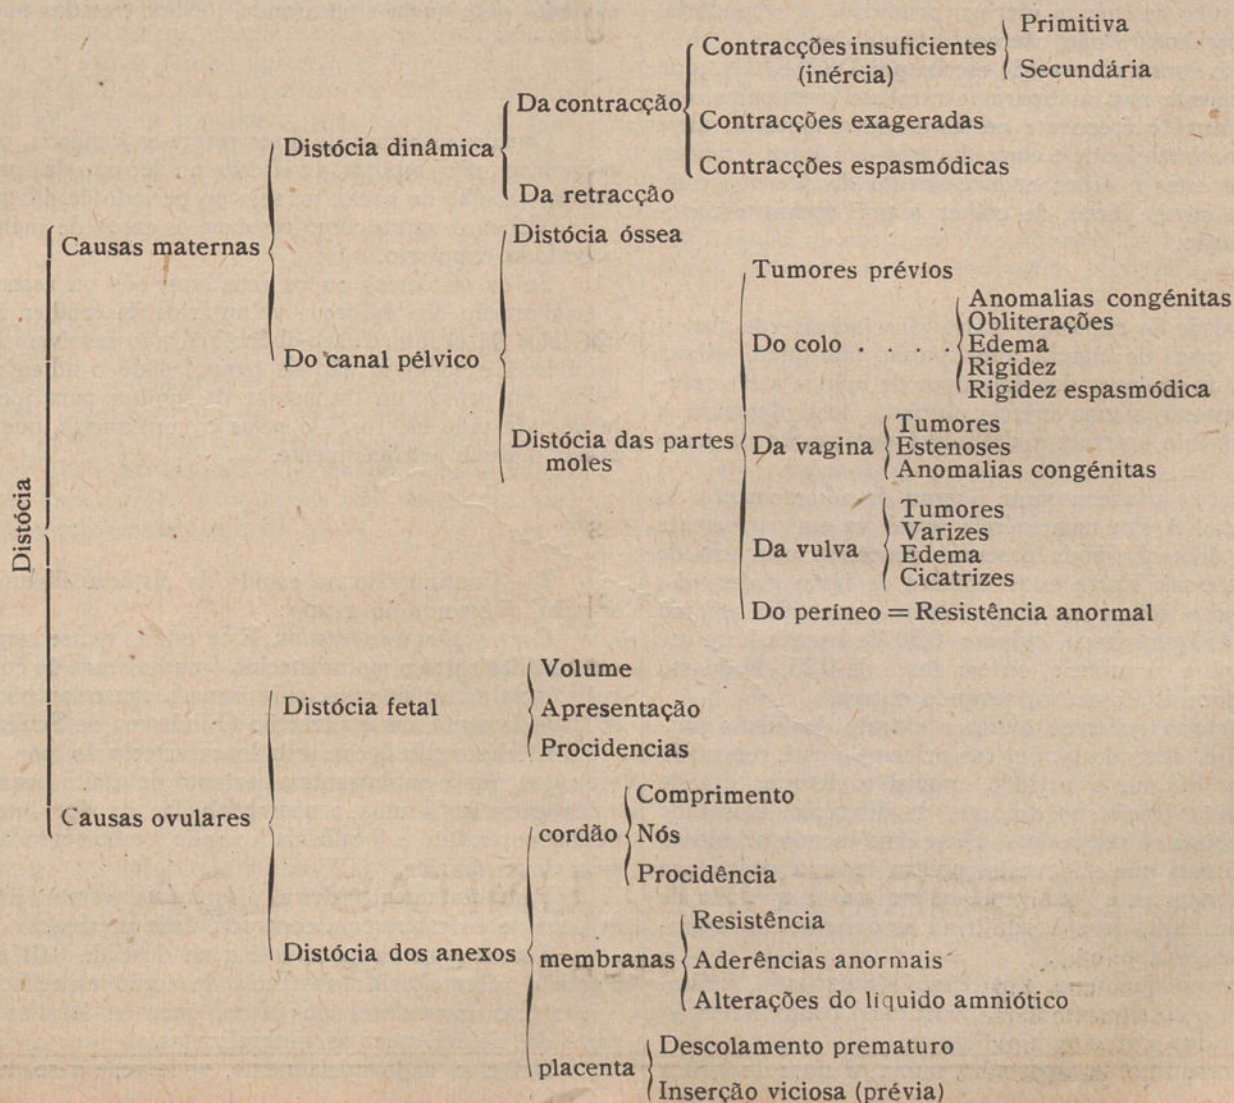 Distócia
Causas maternas
Distócia dinâmica
Da contracção
Contracções insuficientes
(inércia)
Primitiva
Secundária
Contracções exageradas
Contracções espasmódicas
Da retracção
Do canal pélvico
Distócia óssea
Distócia das partes
moles
Tumores prévios
Do colo . . . .
Anomalias congénitas
Obliterações
Edema
Rigidez
Rigidez espasmódica
Da vagina
Tumores
Estenoses
Anomalias congénitas
Da vulva
Tumores
Varizes
Edema
Cicatrizes
Do períneo = Resistência anormal
Causas ovulares
Distócia fetal
Volume
Apresentação
Procidencias
Distócia dos anexos
cordão
Comprimento
Nós
Procidência
membranas
Resistência
Aderências anormais
Alterações do líquido amniótico
placenta
Descolamento prematuro
Inserção viciosa (prévia)